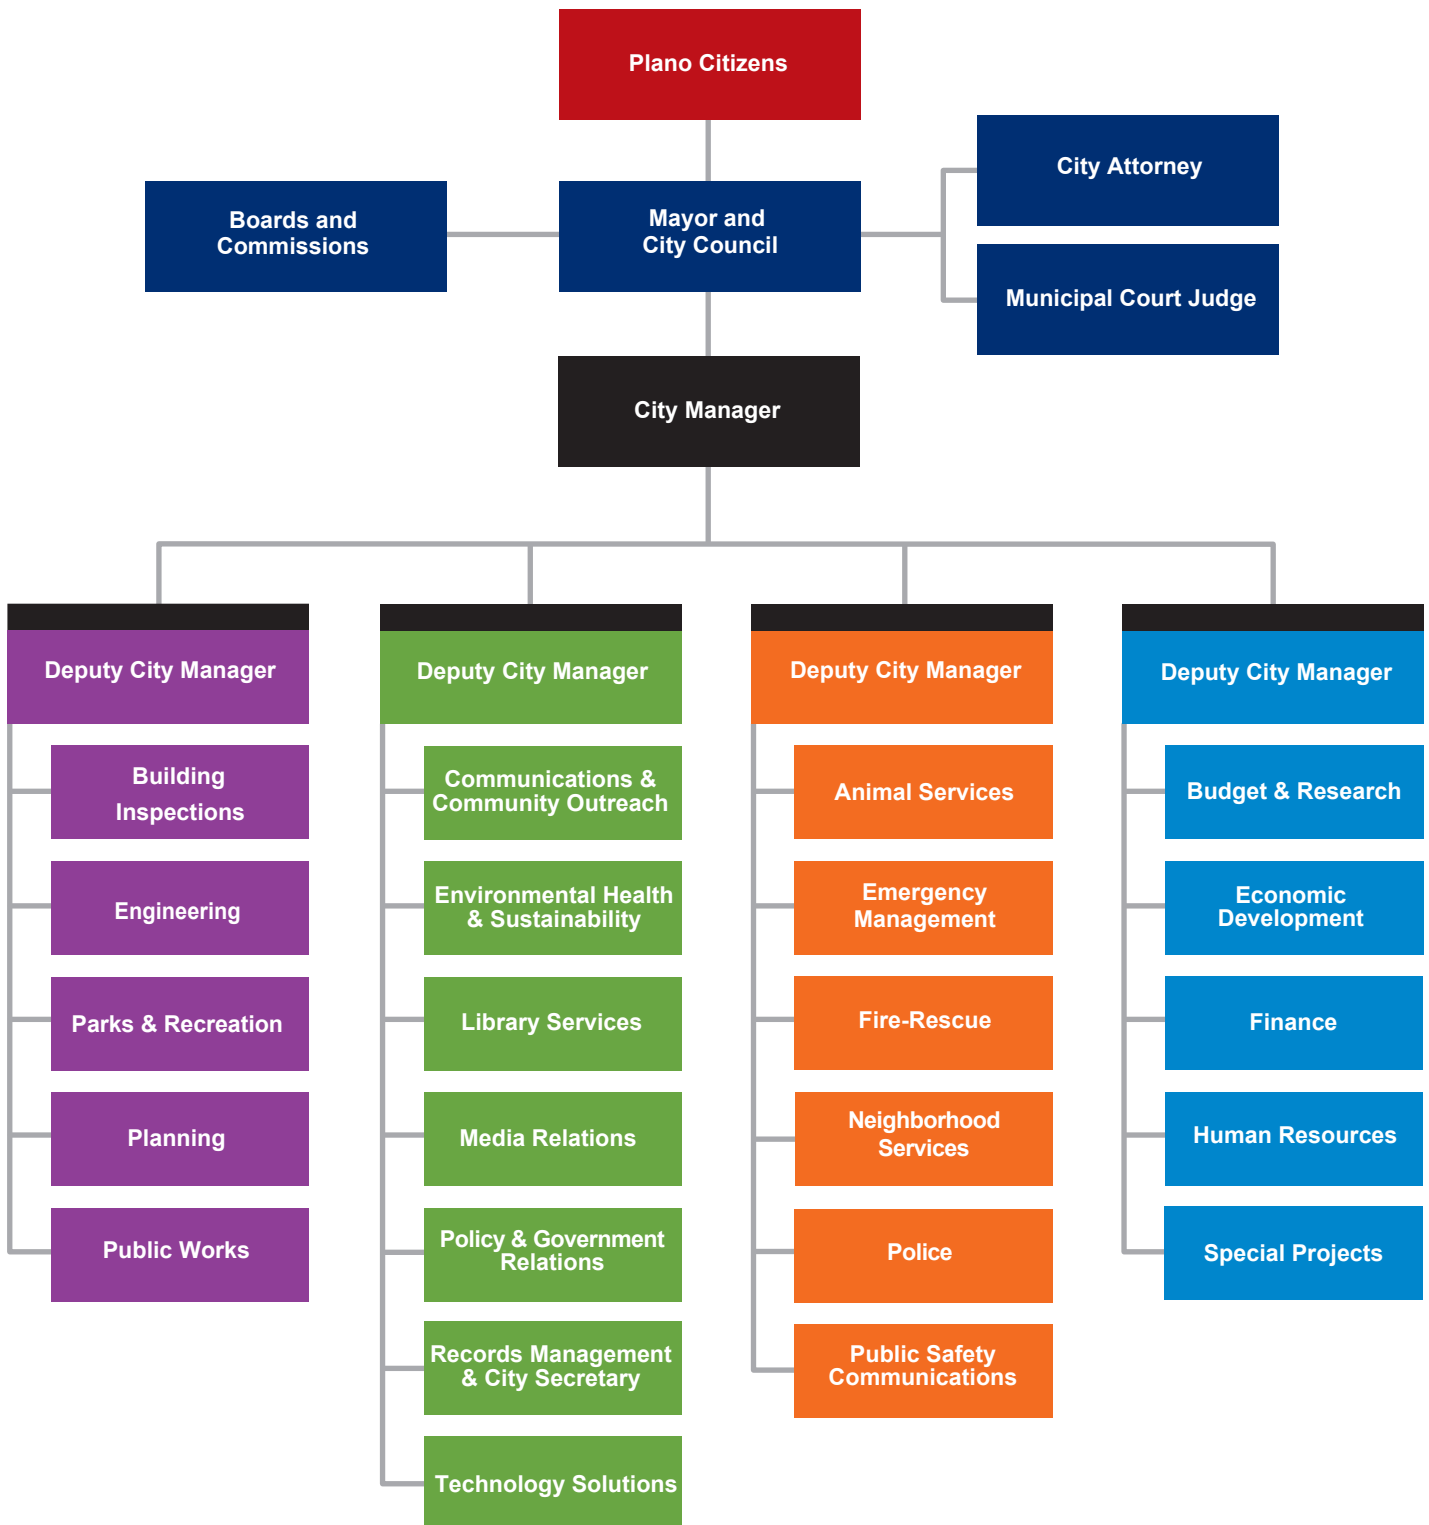 Plano Citizens
City Attorney
Boards and
Commissions
Mayor and
City Council
Municipal Court Judge
City Manager
Deputy City Manager
Building
Inspections
Engineering
Parks & Recreation
Planning
Public Works
Deputy City Manager
Communications &
Community Outreach
Environmental Health
& Sustainability
Library Services
Media Relations
Policy & Government
Relations
Records Management
& City Secretary
Technology Solutions
Deputy City Manager
Animal Services
Emergency
Management
Fire-Rescue
Neighborhood
Services
Police
Public Safety
Communications
Deputy City Manager
Budget & Research
Economic
Development
Finance
Human Resources
Special Projects